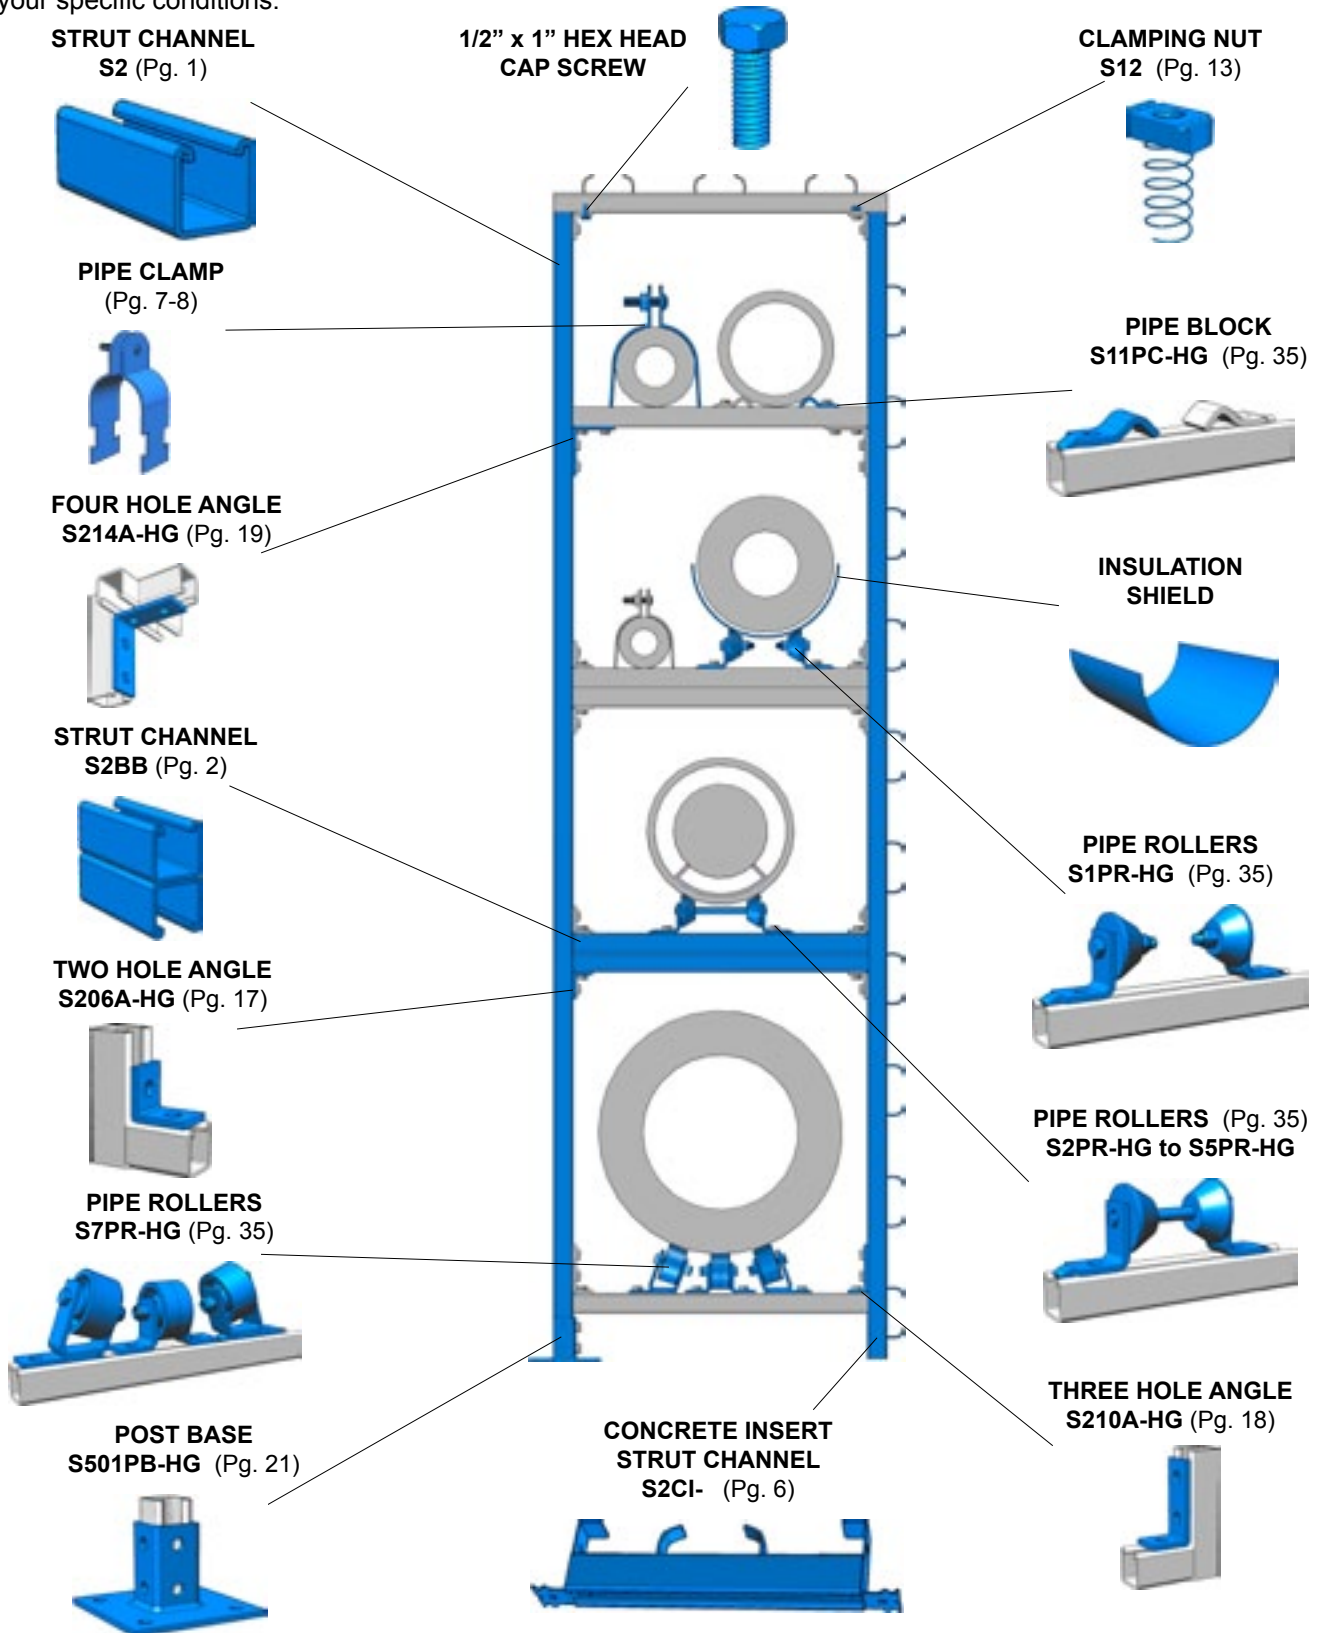 your specific conditions.
STRUT CHANNEL
S2 (Pg. 1)
1/2” x 1” HEX HEAD
CAP SCREW
CLAMPING NUT
S12 (Pg. 13)
PIPE CLAMP
(Pg. 7-8)
PIPE BLOCK
S11PC-HG (Pg. 35)
FOUR HOLE ANGLE
S214A-HG (Pg. 19)
INSULATION
SHIELD
STRUT CHANNEL
S2BB (Pg. 2)
PIPE ROLLERS
S1PR-HG (Pg. 35)
TWO HOLE ANGLE
S206A-HG (Pg. 17)
PIPE ROLLERS (Pg. 35)
S2PR-HG to S5PR-HG
PIPE ROLLERS
S7PR-HG (Pg. 35)
THREE HOLE ANGLE
S210A-HG (Pg. 18)
POST BASE
S501PB-HG (Pg. 21)
CONCRETE INSERT
STRUT CHANNEL
S2CI- (Pg. 6)